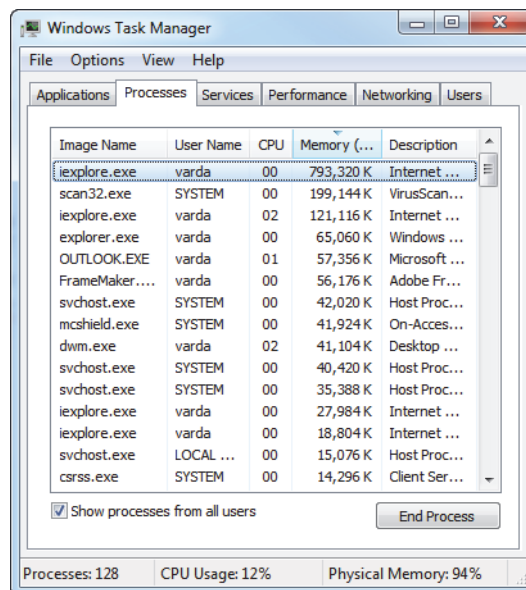 Windows Task Manager
File Options View Help
Applications Processes Services Performance Networking Users
Image Name User Name CPU Memory (... Description
iexplore.exe varda 00 793,320 K Internet ...
scan32.exe SYSTEM 00 199,144 K VirusScan...
iexplore.exe varda 02 121,116 K Internet ...
explorer.exe varda 00 65,060 K Windows ...
OUTLOOK.EXE varda 01 57,356 K Microsoft ...
FrameMaker.... varda 00 56,176 K Adobe Fr...
svchost.exe SYSTEM 00 42,020 K Host Proc...
mcshield.exe SYSTEM 00 41,924 K On-Acces...
dwm.exe varda 02 41,104 K Desktop ...
svchost.exe SYSTEM 00 40,420 K Host Proc...
svchost.exe SYSTEM 00 35,388 K Host Proc...
iexplore.exe varda 00 27,984 K Internet ...
iexplore.exe varda 00 18,804 K Internet ...
svchost.exe LOCAL ... 00 15,076 K Host Proc...
csrss.exe SYSTEM 00 14,296 K Client Ser...
Show processes from all users End Process
Processes: 128 CPU Usage: 12% Physical Memory: 94%